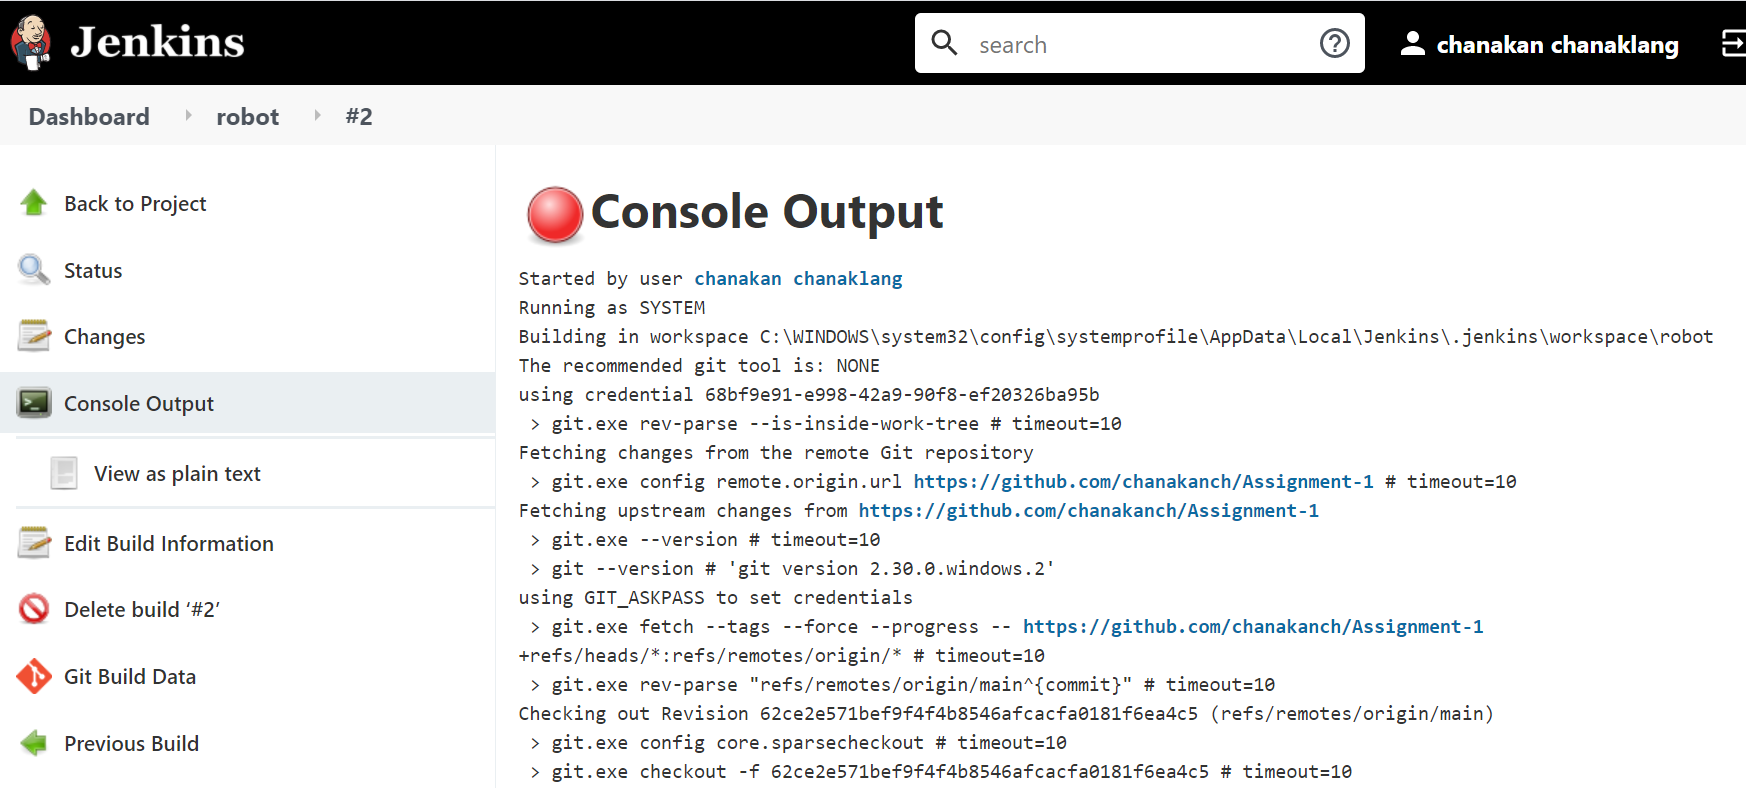 Jenkins
search
chanakan chanaklang
Dashboard
robot
#2
Back to Project
Status
Changes
Console Output
View as plain text
Edit Build Information
Delete build ‘#2’
Git Build Data
Previous Build
Console Output
Started by user chanakan chanaklang
Running as SYSTEM
Building in workspace C:\WINDOWS\system32\config\systemprofile\AppData\Local\Jenkins\.jenkins\workspace\robot
The recommended git tool is: NONE
using credential 68bf9e91-e998-42a9-90f8-ef20326ba95b
> git.exe rev-parse --is-inside-work-tree # timeout=10
Fetching changes from the remote Git repository
> git.exe config remote.origin.url https://github.com/chanakanch/Assignment-1 # timeout=10
Fetching upstream changes from https://github.com/chanakanch/Assignment-1
> git.exe --version # timeout=10
> git --version # 'git version 2.30.0.windows.2'
using GIT_ASKPASS to set credentials
> git.exe fetch --tags --force --progress -- https://github.com/chanakanch/Assignment-1
+refs/heads/*:refs/remotes/origin/* # timeout=10
> git.exe rev-parse "refs/remotes/origin/main^{commit}" # timeout=10
Checking out Revision 62ce2e571bef9f4f4b8546afcacfa0181f6ea4c5 (refs/remotes/origin/main)
> git.exe config core.sparsecheckout # timeout=10
> git.exe checkout -f 62ce2e571bef9f4f4b8546afcacfa0181f6ea4c5 # timeout=10